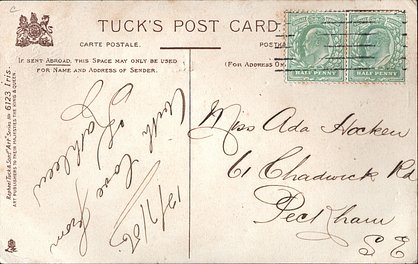 TUCK'S POST CARD
CARTE POSTALE.
IF SENT ABROAD, THIS SPACE MAY ONLY BE USED
FOR NAME AND ADDRESS OF SENDER.
(FOR ADDRESS
HALF PENNY
HALF PENNY
Raphael Tuck & Sons' "Art" Series No 6123 Iris.
ART PUBLISHERS TO THEIR MAJESTIES THE KING & QUEEN
With love from
Kathleen
12/7/05
Miss Ada Hocken
61 Chadwick Rd
Peckham
S E